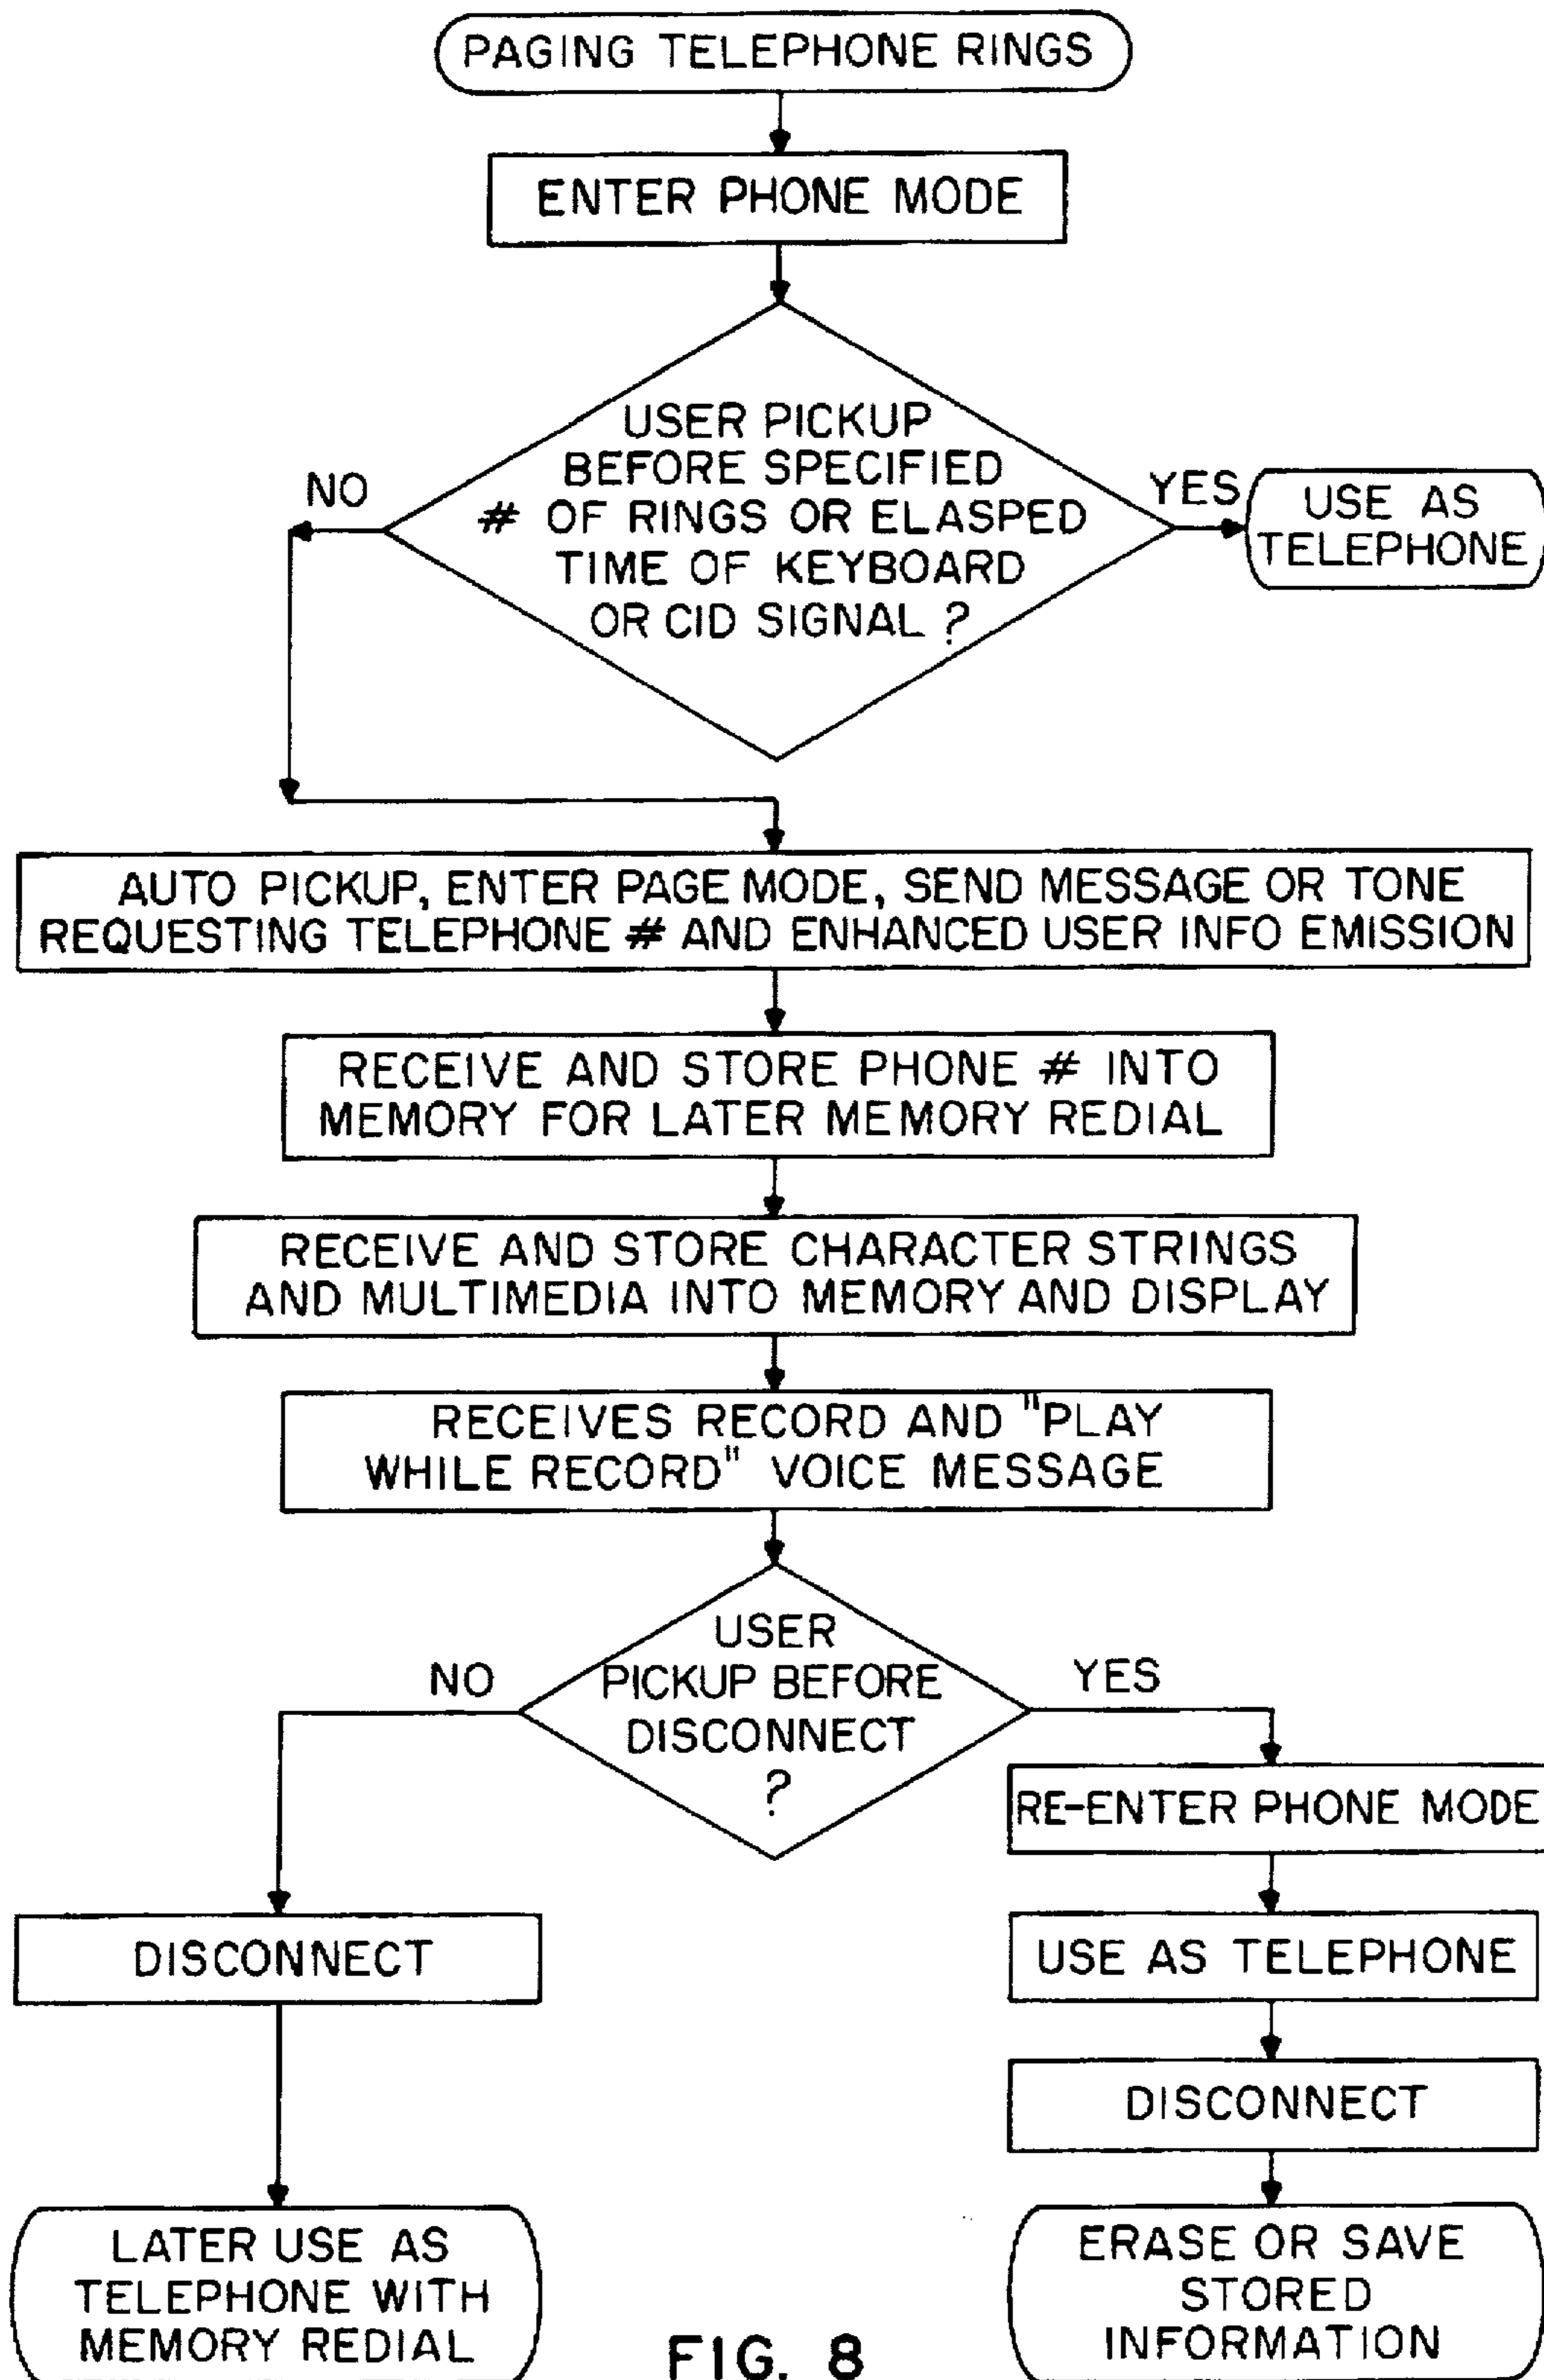 PAGING TELEPHONE RINGS
ENTER PHONE MODE
USER PICKUP
BEFORE SPECIFIED
# OF RINGS OR ELASPED
TIME OF KEYBOARD
OR CID SIGNAL ?
NO
YES
USE AS
TELEPHONE
AUTO PICKUP, ENTER PAGE MODE, SEND MESSAGE OR TONE
REQUESTING TELEPHONE # AND ENHANCED USER INFO EMISSION
RECEIVE AND STORE PHONE # INTO
MEMORY FOR LATER MEMORY REDIAL
RECEIVE AND STORE CHARACTER STRINGS
AND MULTIMEDIA INTO MEMORY AND DISPLAY
RECEIVES RECORD AND "PLAY
WHILE RECORD" VOICE MESSAGE
USER
PICKUP BEFORE
DISCONNECT
?
NO
YES
RE-ENTER PHONE MODE
USE AS TELEPHONE
DISCONNECT
DISCONNECT
LATER USE AS
TELEPHONE WITH
MEMORY REDIAL
ERASE OR SAVE
STORED
INFORMATION
FIG. 8